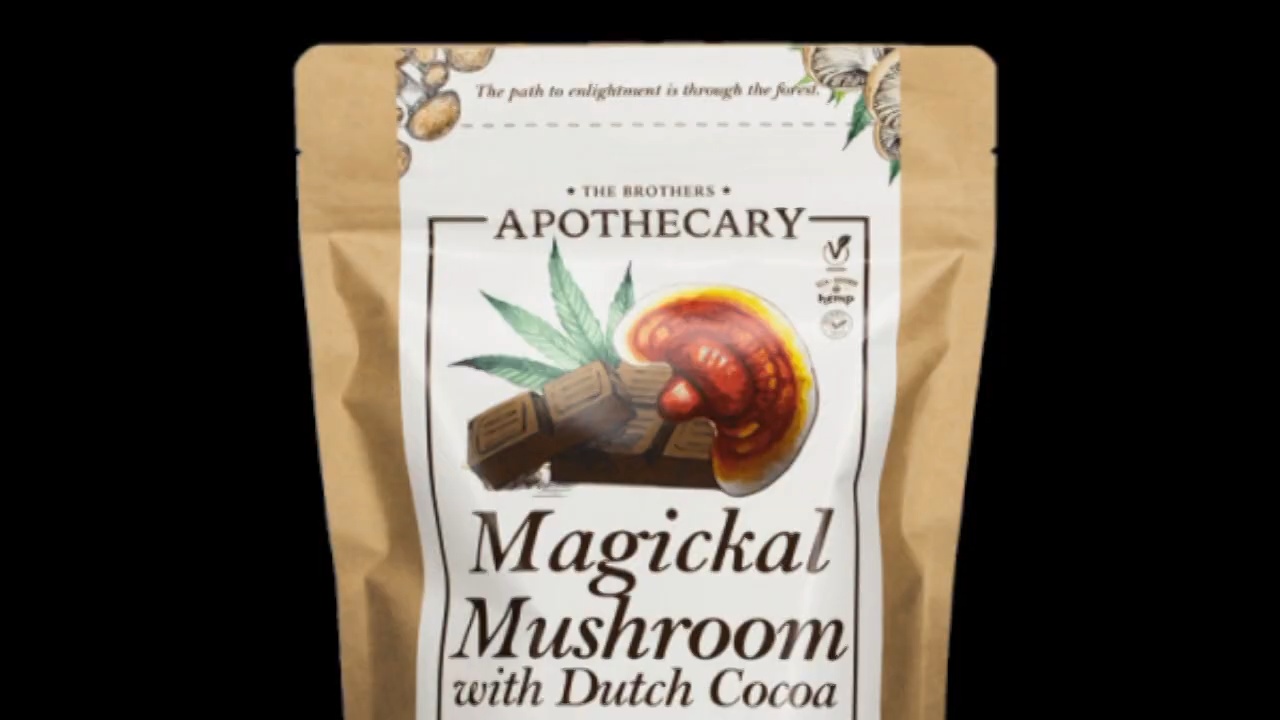 The path to enlightment is through the forest.
THE BROTHERS
APOTHECARY
hemp
Magickal
Mushroom
with Dutch Cocoa